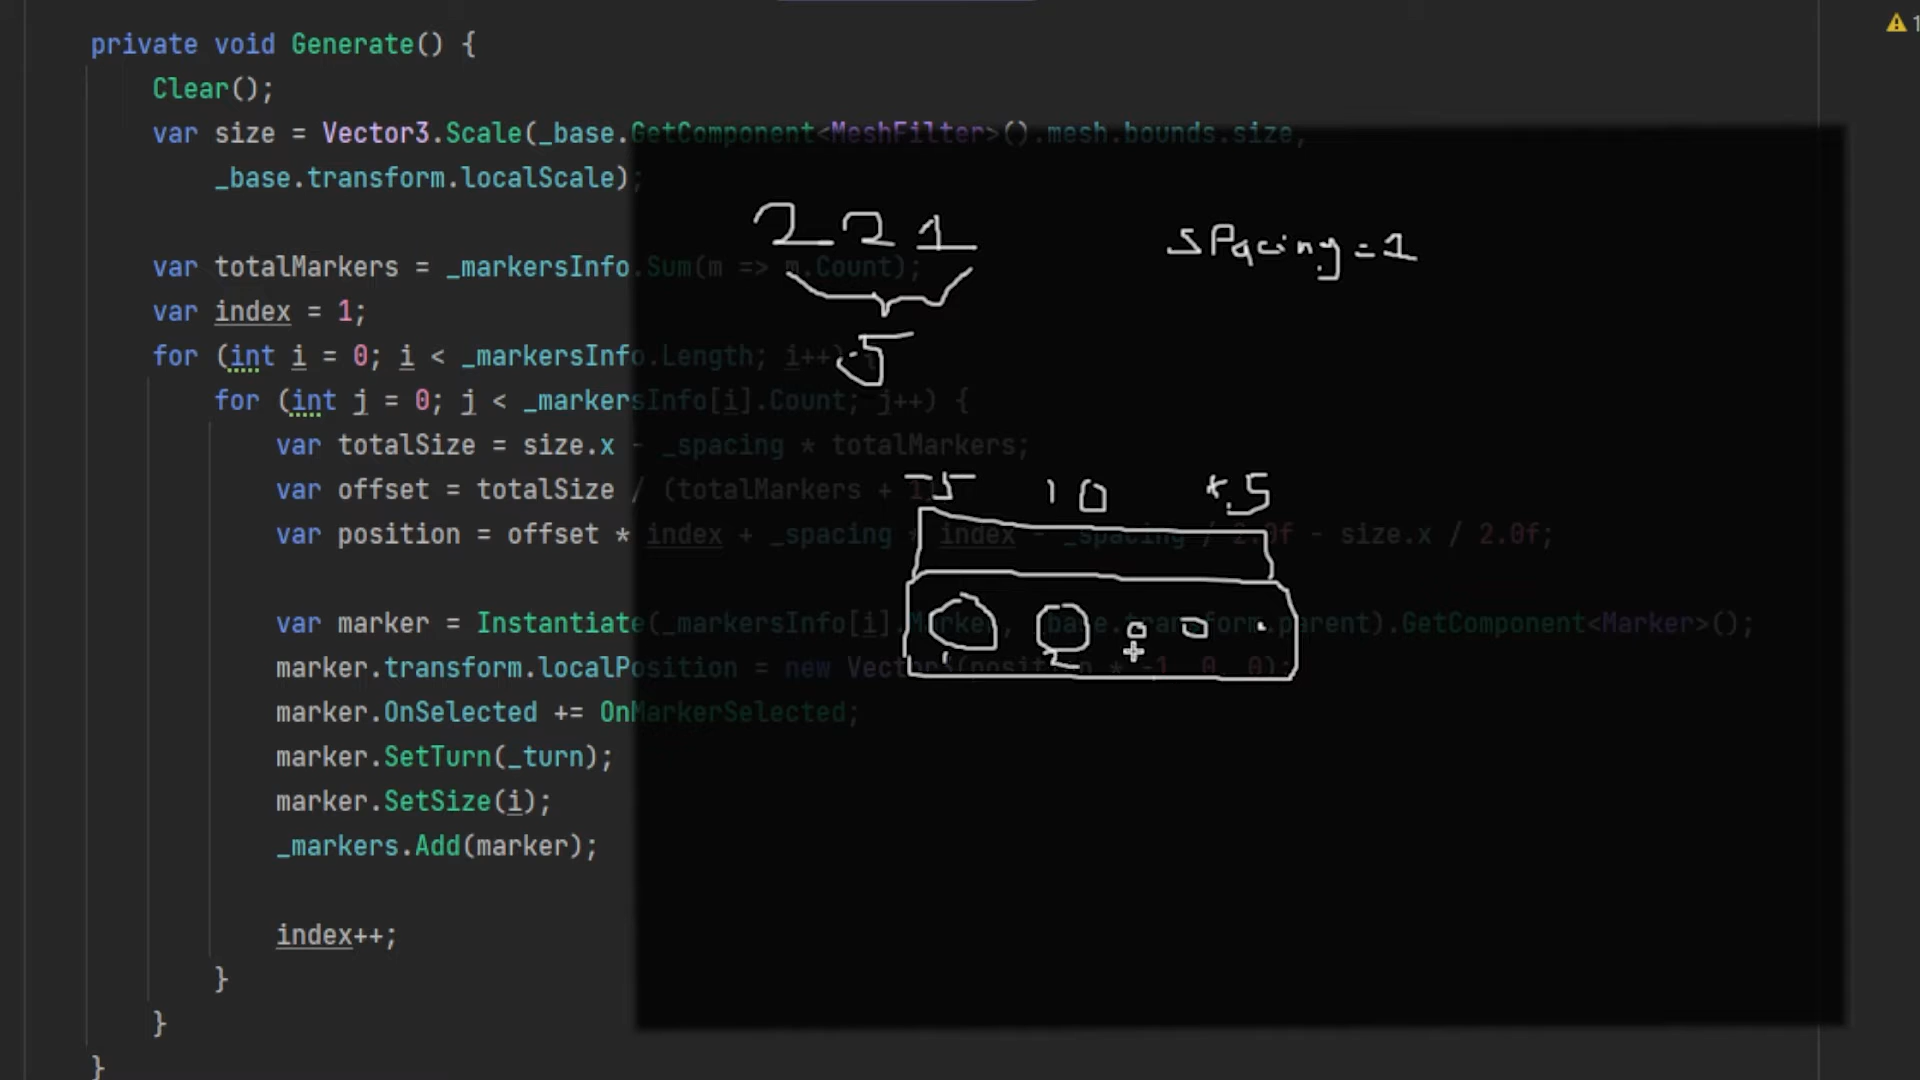 private void Generate() {
Clear();
var size = Vector3.Scale(_base.GetComponent<MeshFilter>().mesh.bounds.size,
_base.transform.localScale);
var totalMarkers = _markersInfo.Sum(m => m.Count);
var index = 1;
for (int i = 0; i < _markersInfo.Length; i++) {
for (int j = 0; j < _markersInfo[i].Count; j++) {
var totalSize = size.x - _spacing * totalMarkers;
var offset = totalSize / (totalMarkers + 1);
var position = offset * index + _spacing * index - _spacing / 2.0f - size.x / 2.0f;
var marker = Instantiate(_markersInfo[i].Marker, _base.transform.parent).GetComponent<Marker>();
marker.transform.localPosition = new Vector3(position * -1, 0, 0);
marker.OnSelected += OnMarkerSelected;
marker.SetTurn(_turn);
marker.SetSize(i);
_markers.Add(marker);
index++;
}
}
}
2 2 1
spacing = 1
5
-5 10 +5
1 2
1